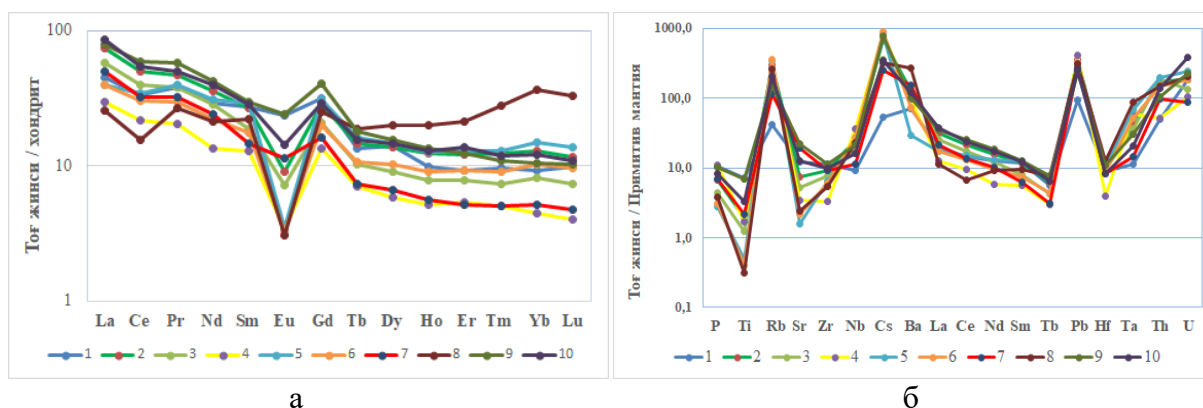 Тоғ жинси / хондрит
100
10
1
La Ce Pr Nd Sm Eu Gd Tb Dy Ho Er Tm Yb Lu
1 2 3 4 5 6 7 8 9 10
а
Тоғ жинси / Примитив мантия
1000,0
100,0
10,0
1,0
0,1
P Ti Rb Sr Zr Nb Cs Ba La Ce Nd Sm Tb Pb Hf Ta Th U
1 2 3 4 5 6 7 8 9 10
б